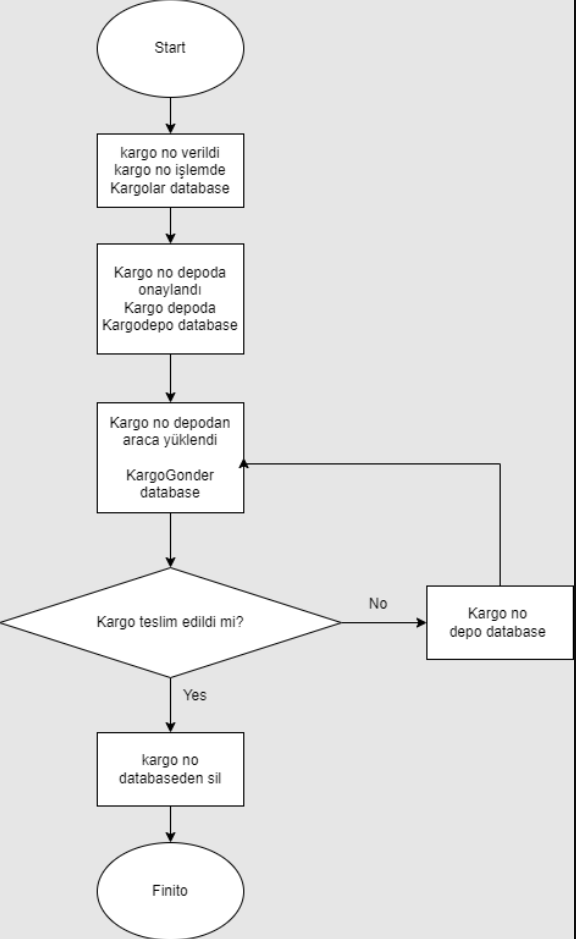 Start
kargo no verildi
kargo no işlemde
Kargolar database
Kargo no depoda
onaylandı
Kargo depoda
Kargodepo database
Kargo no depodan
araca yüklendi
KargoGonder
database
Kargo teslim edildi mi?
No
Kargo no
depo database
Yes
kargo no
databaseden sil
Finito